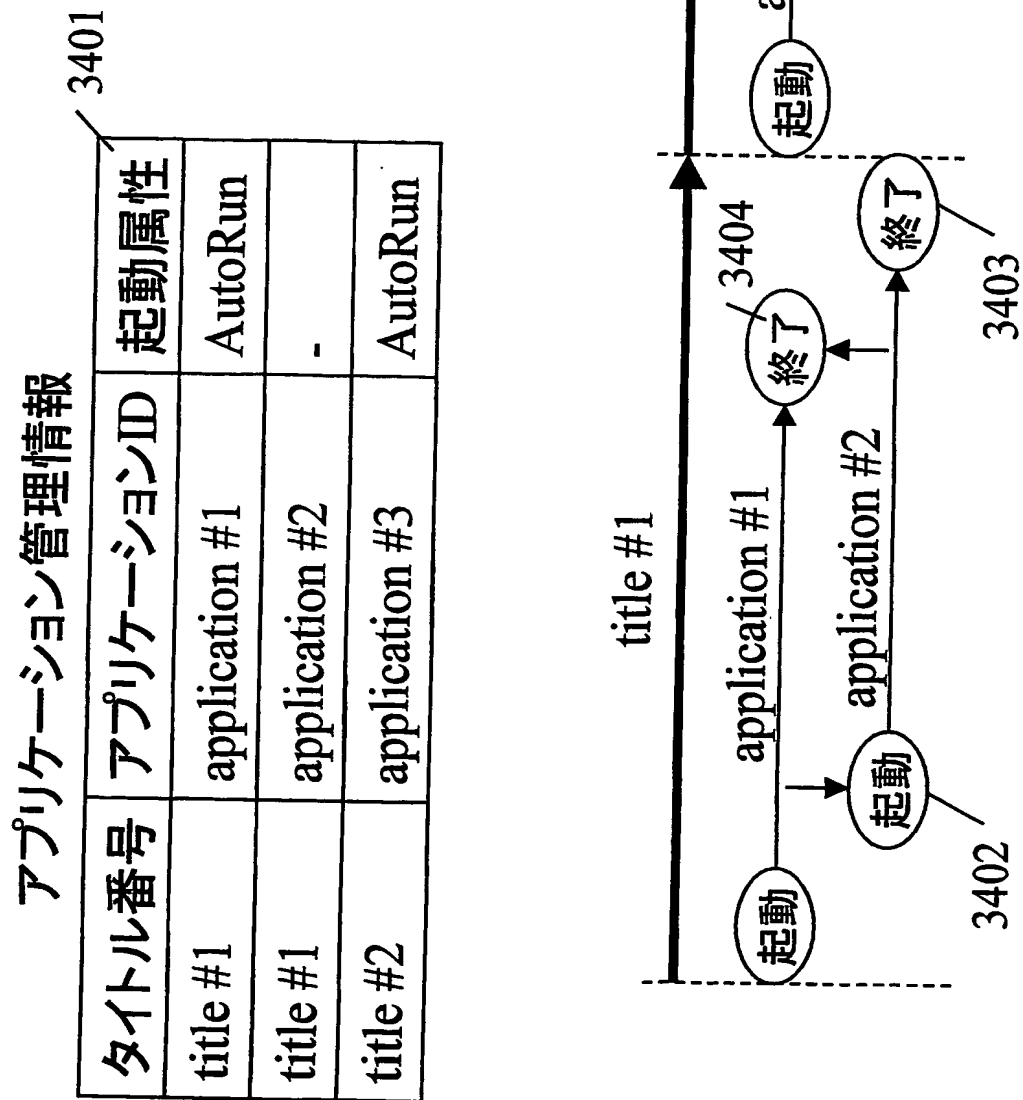 アプリケーション管理情報
3401
タイトル番号 アプリケーションID 起動属性
title #1 application #1 AutoRun
title #1 application #2 -
title #2 application #3 AutoRun
title #1
起動 application #1 終了 3404 起動
起動 application #2 終了
3402 3403